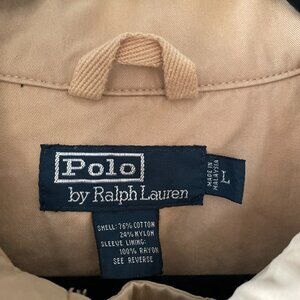 Polo
by Ralph Lauren
MADE IN
MALAYSIA
L
SHELL: 76% COTTON
24% NYLON
SLEEVE LINING:
100% RAYON
SEE REVERSE